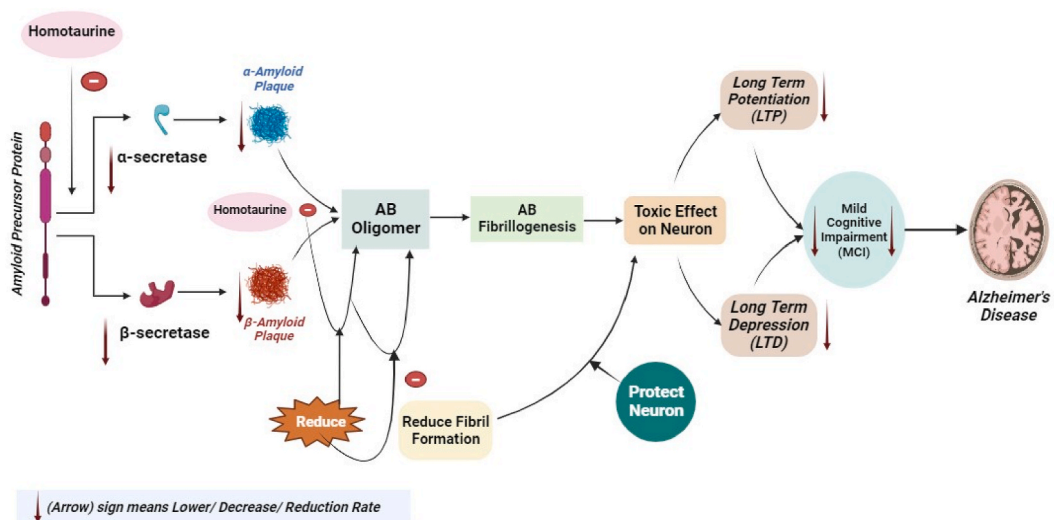 Homotaurine
Amyloid Precursor Protein
α-secretase
β-secretase
α-Amyloid
Plaque
Homotaurine
β-Amyloid
Plaque
AB
Oligomer
AB
Fibrillogenesis
Toxic Effect
on Neuron
Long Term
Potentiation
(LTP)
Mild
Cognitive
Impairment
(MCI)
Long Term
Depression
(LTD)
Alzheimer's
Disease
Reduce
Reduce Fibril
Formation
Protect
Neuron
(Arrow) sign means Lower/ Decrease/ Reduction Rate